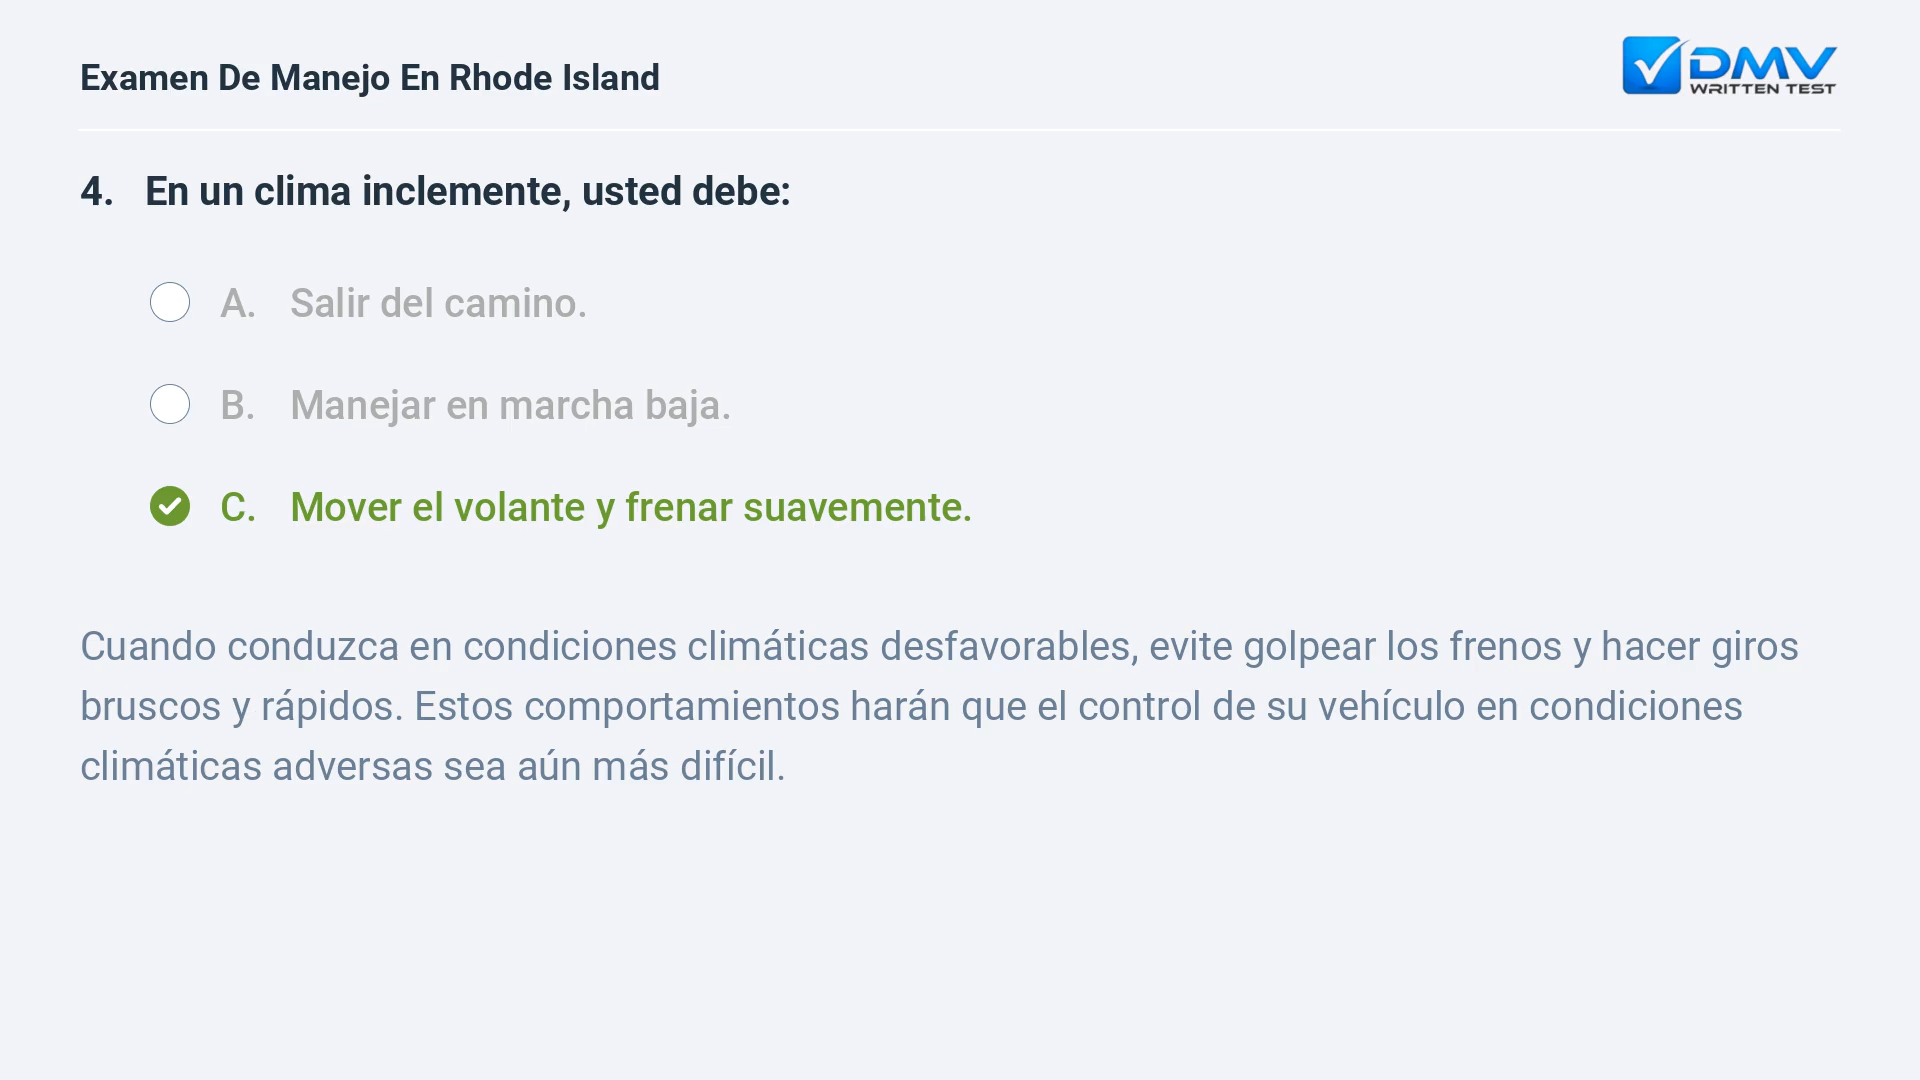 Examen De Manejo En Rhode Island
DMV
WRITTEN TEST
4. En un clima inclemente, usted debe:
A. Salir del camino.
B. Manejar en marcha baja.
C. Mover el volante y frenar suavemente.
Cuando conduzca en condiciones climáticas desfavorables, evite golpear los frenos y hacer giros
bruscos y rápidos. Estos comportamientos harán que el control de su vehículo en condiciones
climáticas adversas sea aún más difícil.